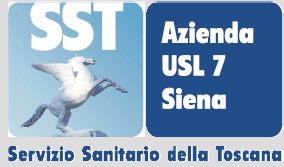 SST
Azienda
USL 7
Siena
Servizio Sanitario della Toscana